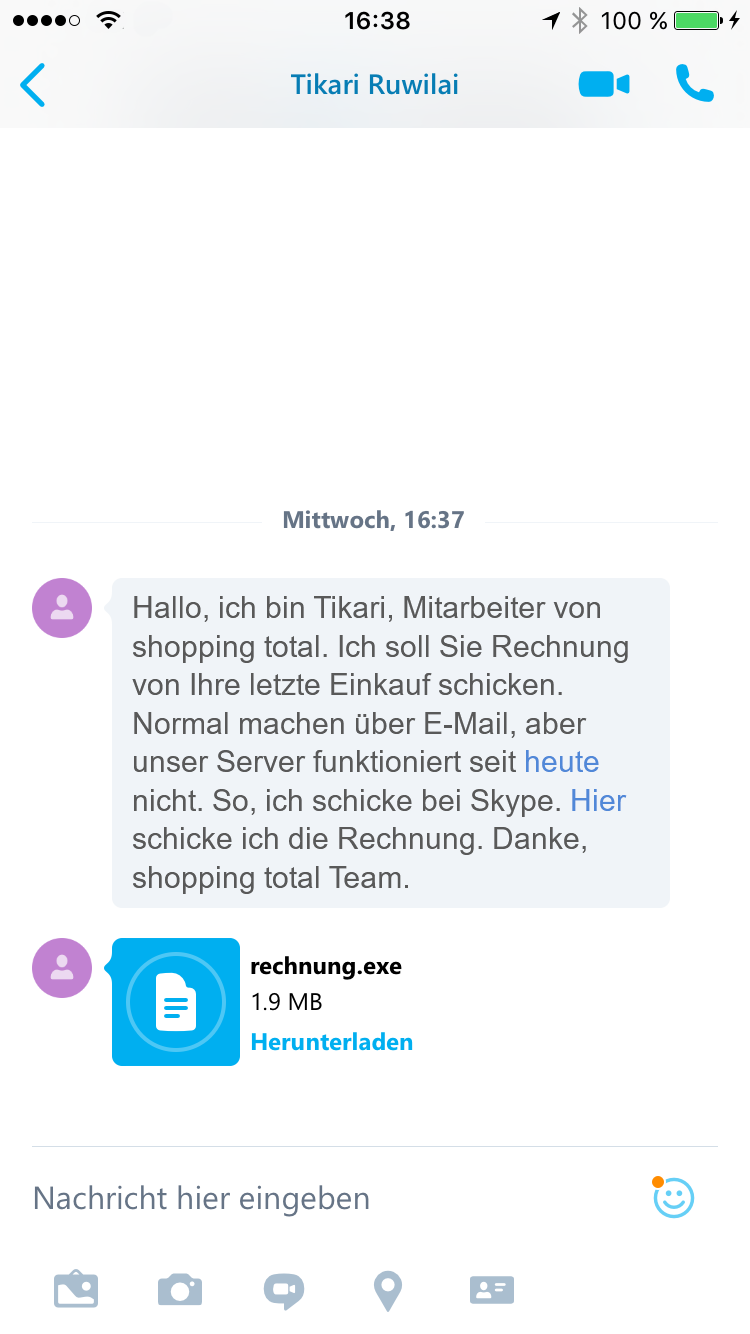 16:38
100 %
Tikari Ruwilai
Mittwoch, 16:37
Hallo, ich bin Tikari, Mitarbeiter von
shopping total. Ich soll Sie Rechnung
von Ihre letzte Einkauf schicken.
Normal machen über E-Mail, aber
unser Server funktioniert seit heute
nicht. So, ich schicke bei Skype. Hier
schicke ich die Rechnung. Danke,
shopping total Team.
rechnung.exe
1.9 MB
Herunterladen
Nachricht hier eingeben